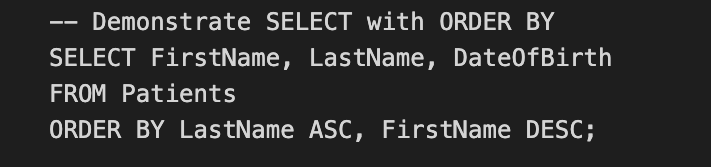 -- Demonstrate SELECT with ORDER BY
SELECT FirstName, LastName, DateOfBirth
FROM Patients
ORDER BY LastName ASC, FirstName DESC;